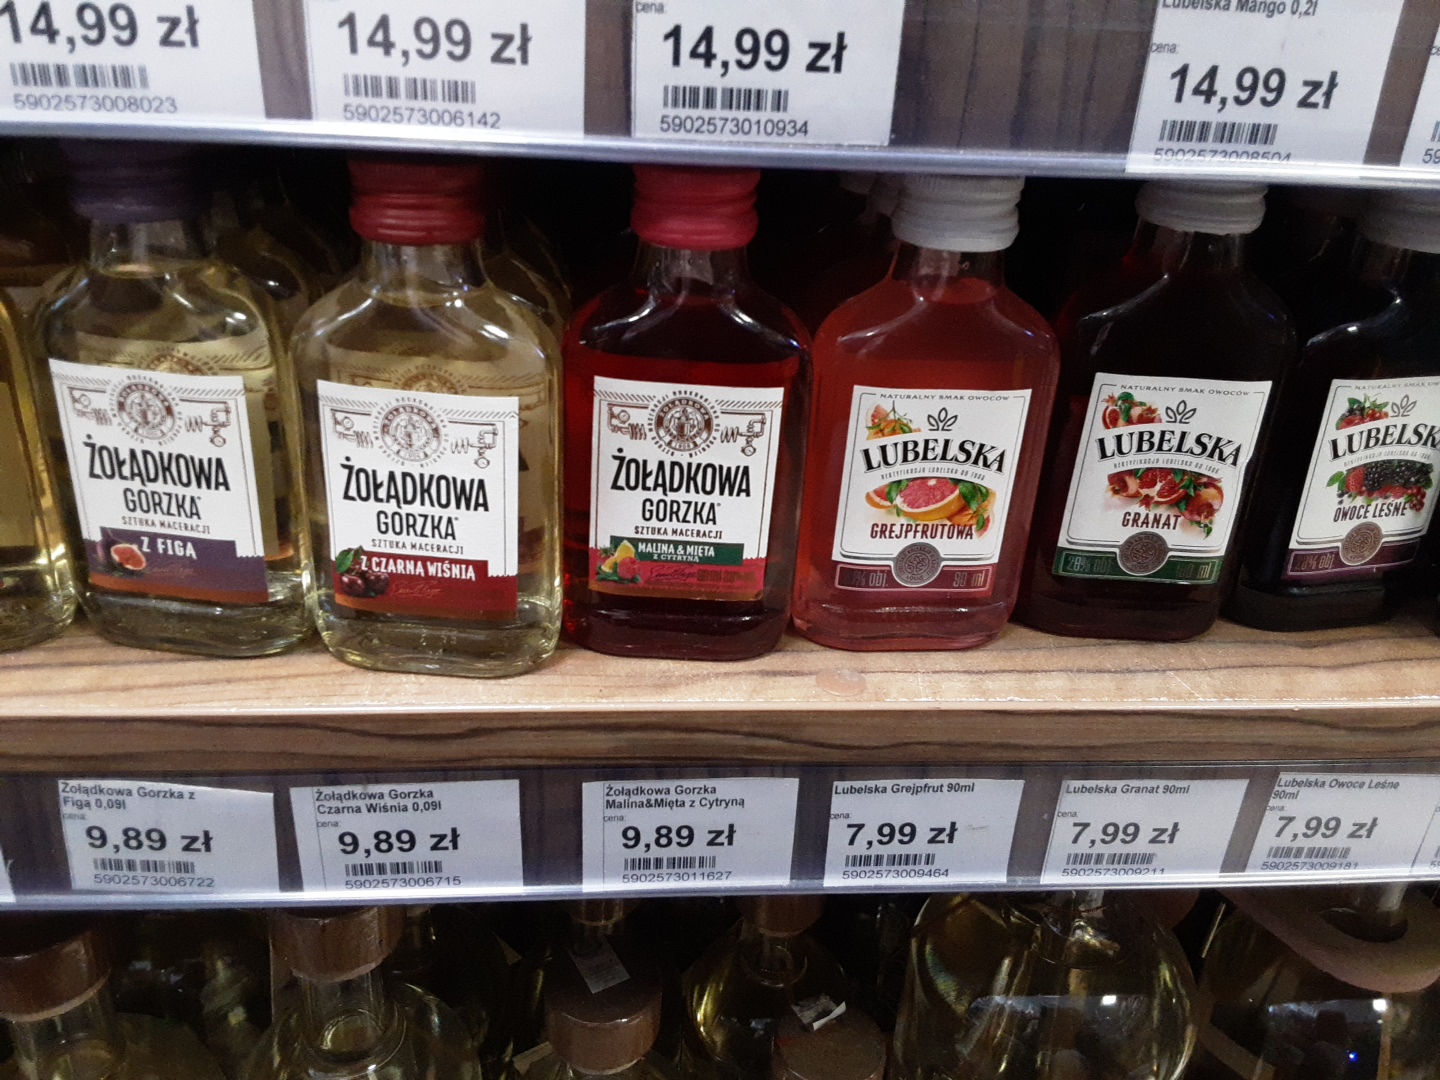 14,99 zł
5902573008023
14,99 zł
5902573006142
cena:
14,99 zł
5902573010934
Lubelska Mango 0,2l
cena:
14,99 zł
5902573008504
ŻOŁĄDKOWA
GORZKA
SZTUKA MACERACJI
Z FIGĄ
ŻOŁĄDKOWA
GORZKA
SZTUKA MACERACJI
Z CZARNĄ WIŚNIĄ
ŻOŁĄDKOWA
GORZKA
SZTUKA MACERACJI
MALINA & MIĘTA
Z CYTRYNĄ
NATURALNY SMAK OWOCÓW
LUBELSKA
GREJPFRUTOWA
90 ml
NATURALNY SMAK OWOCÓW
LUBELSKA
GRANAT
NATURALNY SMAK
LUBELSKA
OWOCE LEŚNE
Żołądkowa Gorzka z
Figą 0,09l
cena:
9,89 zł
5902573006722
Żołądkowa Gorzka
Czarna Wiśnia 0,09l
cena:
9,89 zł
5902573006715
Żołądkowa Gorzka
Malina&Mięta z Cytryną
cena:
9,89 zł
5902573011627
Lubelska Grejpfrut 90ml
cena:
7,99 zł
5902573009464
Lubelska Granat 90ml
cena:
7,99 zł
5902573009211
Lubelska Owoce Leśne
90ml
cena:
7,99 zł
5902573009181